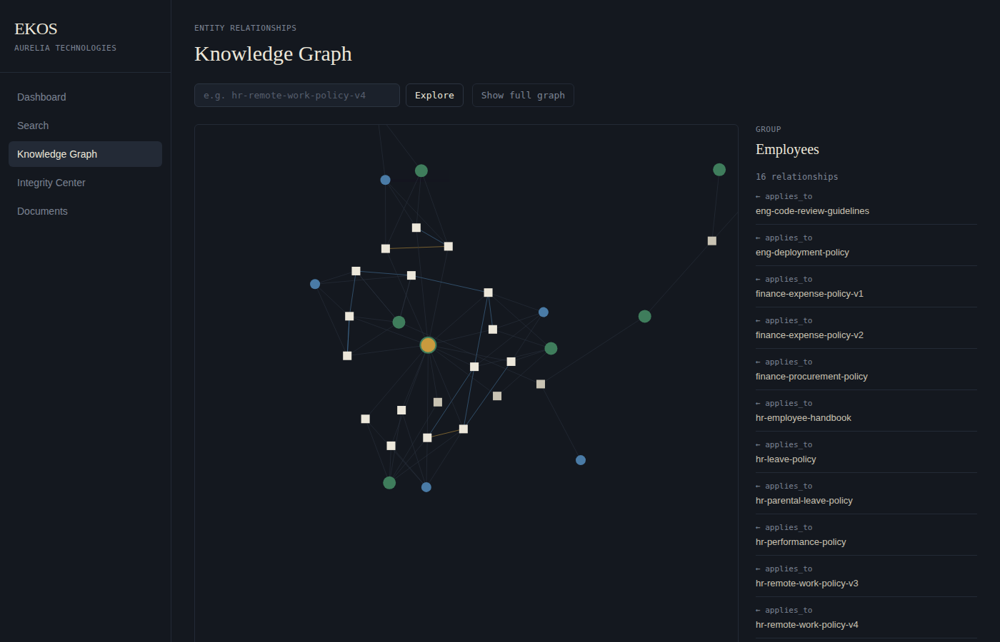 EKOS
AURELIA TECHNOLOGIES
Dashboard
Search
Knowledge Graph
Integrity Center
Documents
ENTITY RELATIONSHIPS
Knowledge Graph
e.g. hr-remote-work-policy-v4
Explore
Show full graph
GROUP
Employees
16 relationships
← applies_to
eng-code-review-guidelines
← applies_to
eng-deployment-policy
← applies_to
finance-expense-policy-v1
← applies_to
finance-expense-policy-v2
← applies_to
finance-procurement-policy
← applies_to
hr-employee-handbook
← applies_to
hr-leave-policy
← applies_to
hr-parental-leave-policy
← applies_to
hr-performance-policy
← applies_to
hr-remote-work-policy-v3
← applies_to
hr-remote-work-policy-v4